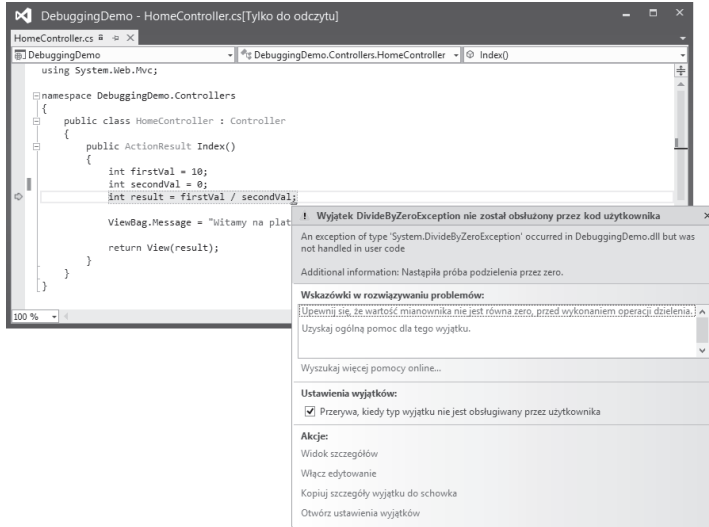 DebuggingDemo - HomeController.cs[Tylko do odczytu]
HomeController.cs
DebuggingDemo
DebuggingDemo.Controllers.HomeController
Index()
using System.Web.Mvc;
namespace DebuggingDemo.Controllers
{
public class HomeController : Controller
{
public ActionResult Index()
{
int firstVal = 10;
int secondVal = 0;
int result = firstVal / secondVal;
ViewBag.Message = "Witamy na plat
return View(result);
}
}
}
100 %
Wyjątek DivideByZeroException nie został obsłużony przez kod użytkownika
An exception of type 'System.DivideByZeroException' occurred in DebuggingDemo.dll but was
not handled in user code
Additional information: Nastąpiła próba podzielenia przez zero.
Wskazówki w rozwiązywaniu problemów:
Upewnij się, że wartość mianownika nie jest równa zero, przed wykonaniem operacji dzielenia.
Uzyskaj ogólną pomoc dla tego wyjątku.
Wyszukaj więcej pomocy online...
Ustawienia wyjątków:
Przerywa, kiedy typ wyjątku nie jest obsługiwany przez użytkownika
Akcje:
Widok szczegółów
Włącz edytowanie
Kopiuj szczegóły wyjątku do schowka
Otwórz ustawienia wyjątków